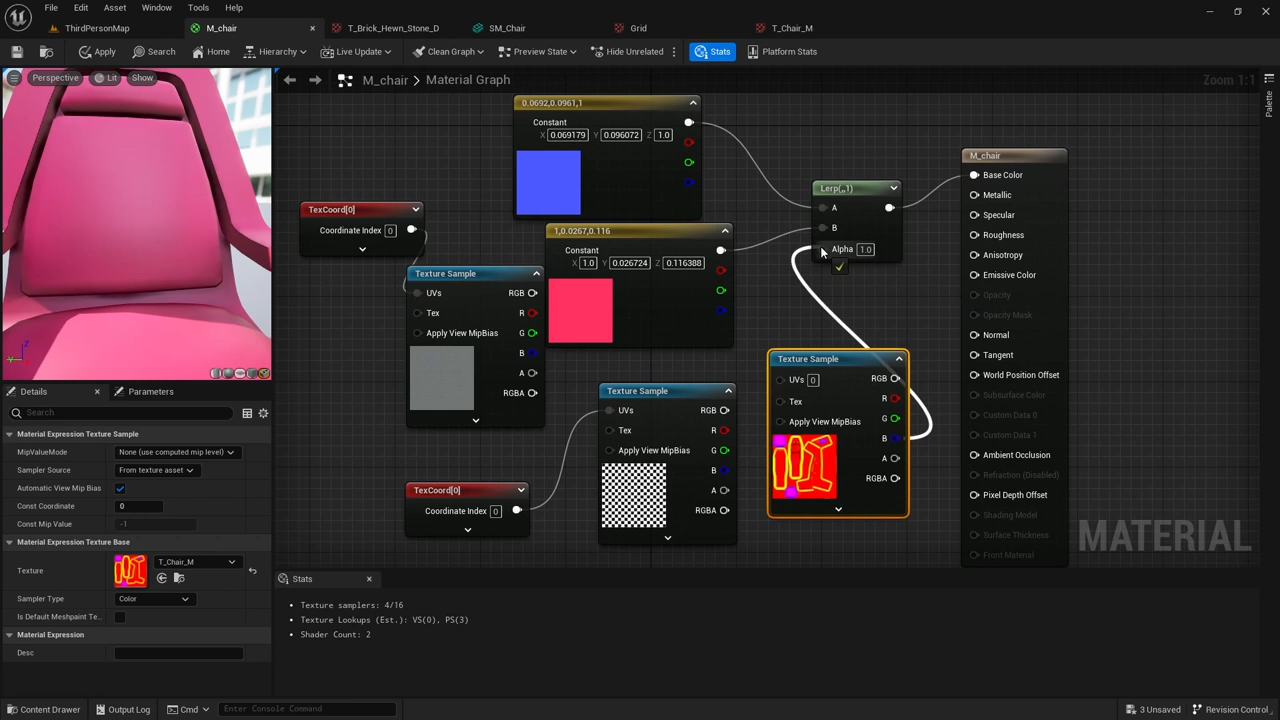 File Edit Asset Window Tools Help
ThirdPersonMap M_chair T_Brick_Hewn_Stone_D SM_Chair Grid T_Chair_M
Apply Search Home Hierarchy Live Update Clean Graph Preview State Hide Unrelated Stats Platform Stats
Perspective Lit Show
M_chair > Material Graph
Zoom 1:1
Palette
0.0692,0.0961,1
Constant
X 0.069179 Y 0.096072 Z 1.0
M_chair
Base Color
Metallic
Specular
Roughness
Anisotropy
Emissive Color
Opacity
Opacity Mask
Normal
Tangent
World Position Offset
Subsurface Color
Custom Data 0
Custom Data 1
Ambient Occlusion
Refraction (Disabled)
Pixel Depth Offset
Shading Model
Surface Thickness
Front Material
Lerp(,,1)
A
B
Alpha 1.0
TexCoord[0]
Coordinate Index 0
1,0.0267,0.116
Constant
X 1.0 Y 0.026724 Z 0.116388
Texture Sample
UVs RGB
Tex R
Apply View MipBias G
B
A
RGBA
Texture Sample
UVs 0 RGB
Tex R
Apply View MipBias G
B
A
RGBA
Texture Sample
UVs RGB
Tex R
Apply View MipBias G
B
A
RGBA
TexCoord[0]
Coordinate Index 0
MATERIAL
Details Parameters
Search
Material Expression Texture Sample
MipValueMode None (use computed mip level)
Sampler Source From texture asset
Automatic View Mip Bias
Const Coordinate 0
Const Mip Value -1
Material Expression Texture Base
Texture T_Chair_M
Sampler Type Color
Is Default Meshpaint Te...
Material Expression
Desc
Stats
Texture samplers: 4/16
Texture Lookups (Est.): VS(0), PS(3)
Shader Count: 2
Content Drawer Output Log Cmd Enter Console Command 3 Unsaved Revision Control